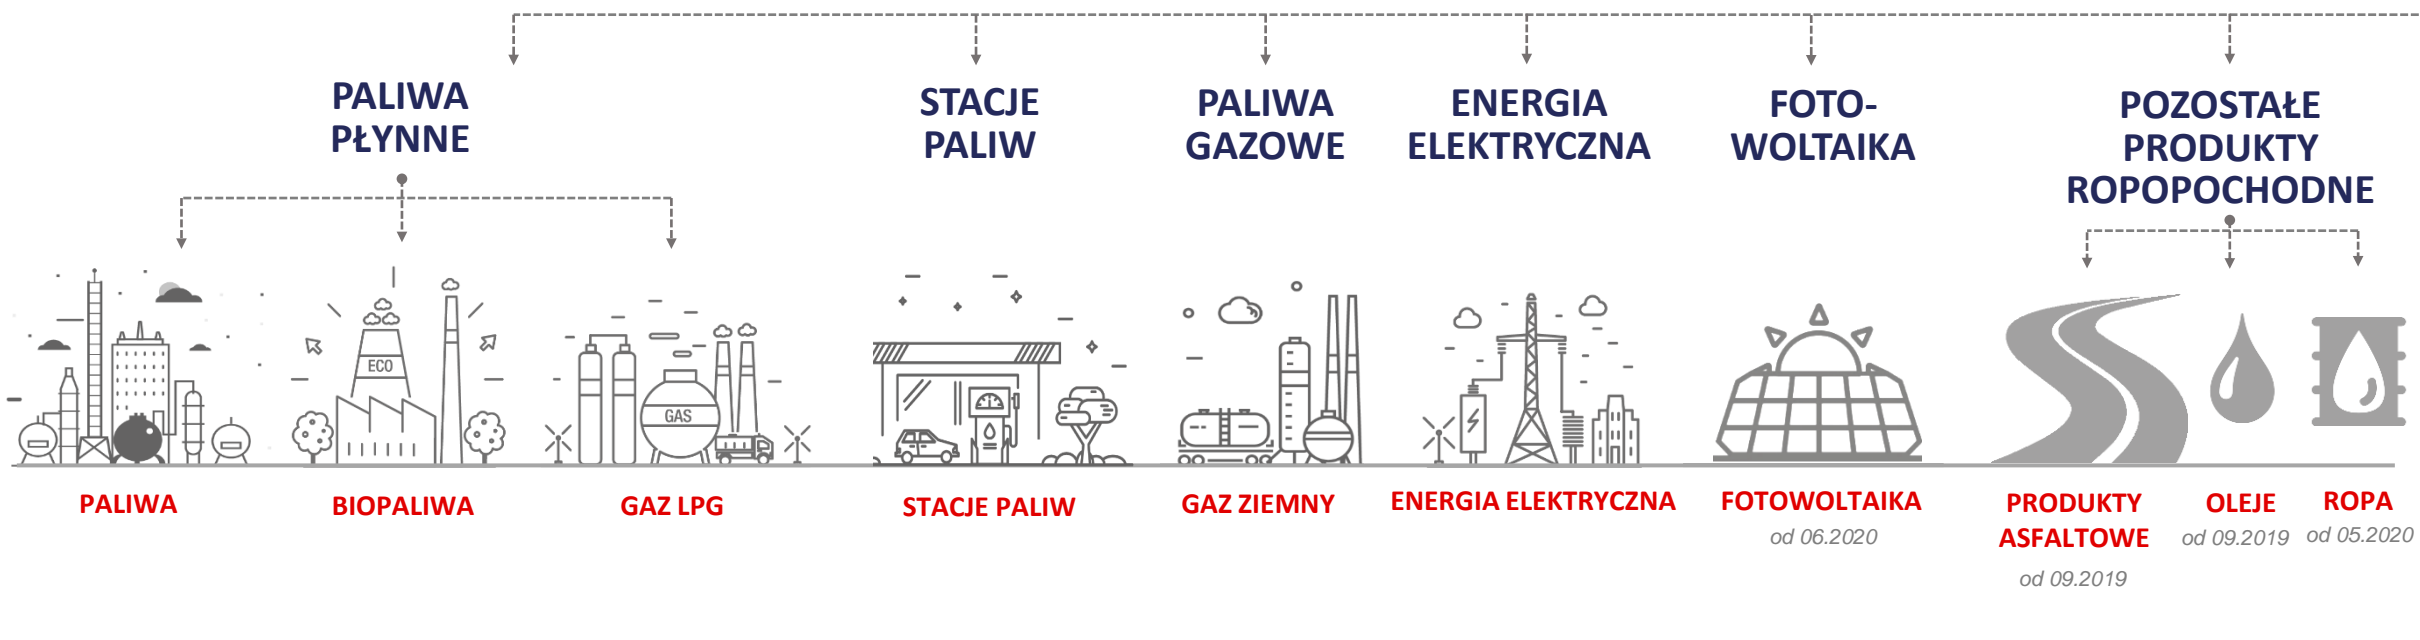 PALIWA
PŁYNNE
STACJE
PALIW
PALIWA
GAZOWE
ENERGIA
ELEKTRYCZNA
FOTO-
WOLTAIKA
POZOSTAŁE
PRODUKTY
ROPOPOCHODNE
ECO
GAS
PALIWA
BIOPALIWA
GAZ LPG
STACJE PALIW
GAZ ZIEMNY
ENERGIA ELEKTRYCZNA
FOTOWOLTAIKA
od 06.2020
PRODUKTY
ASFALTOWE
od 09.2019
OLEJE
od 09.2019
ROPA
od 05.2020